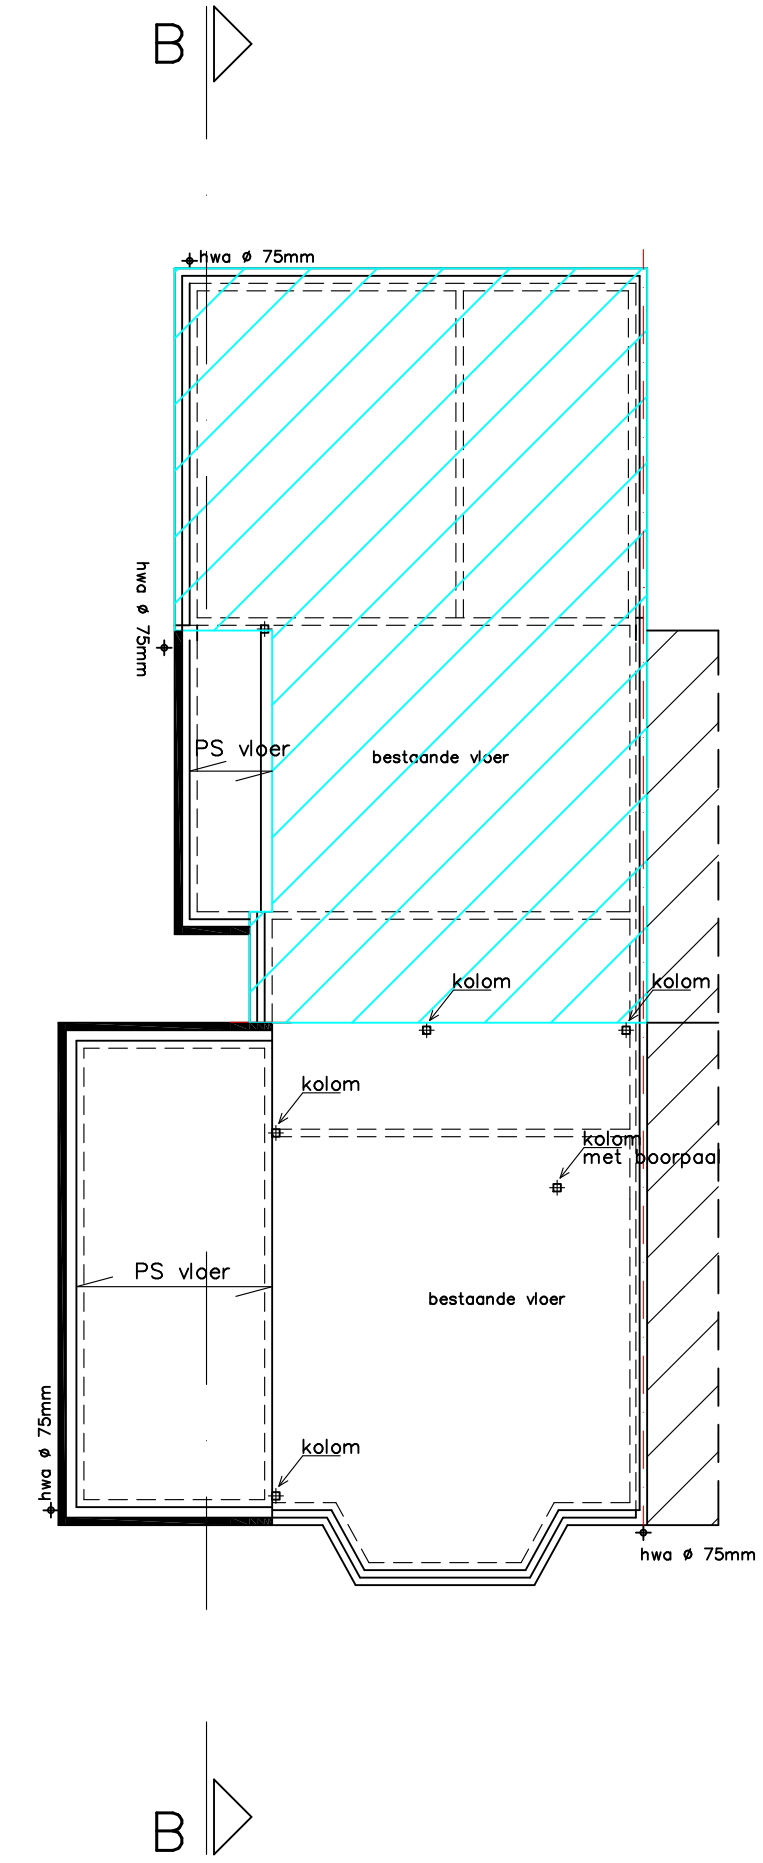 B
hwa ø 75mm
hwa ø 75mm
PS vloer
bestaande vloer
kolom
kolom
kolom
kolom
met boorpaal
PS vloer
bestaande vloer
hwa ø 75mm
kolom
hwa ø 75mm
B